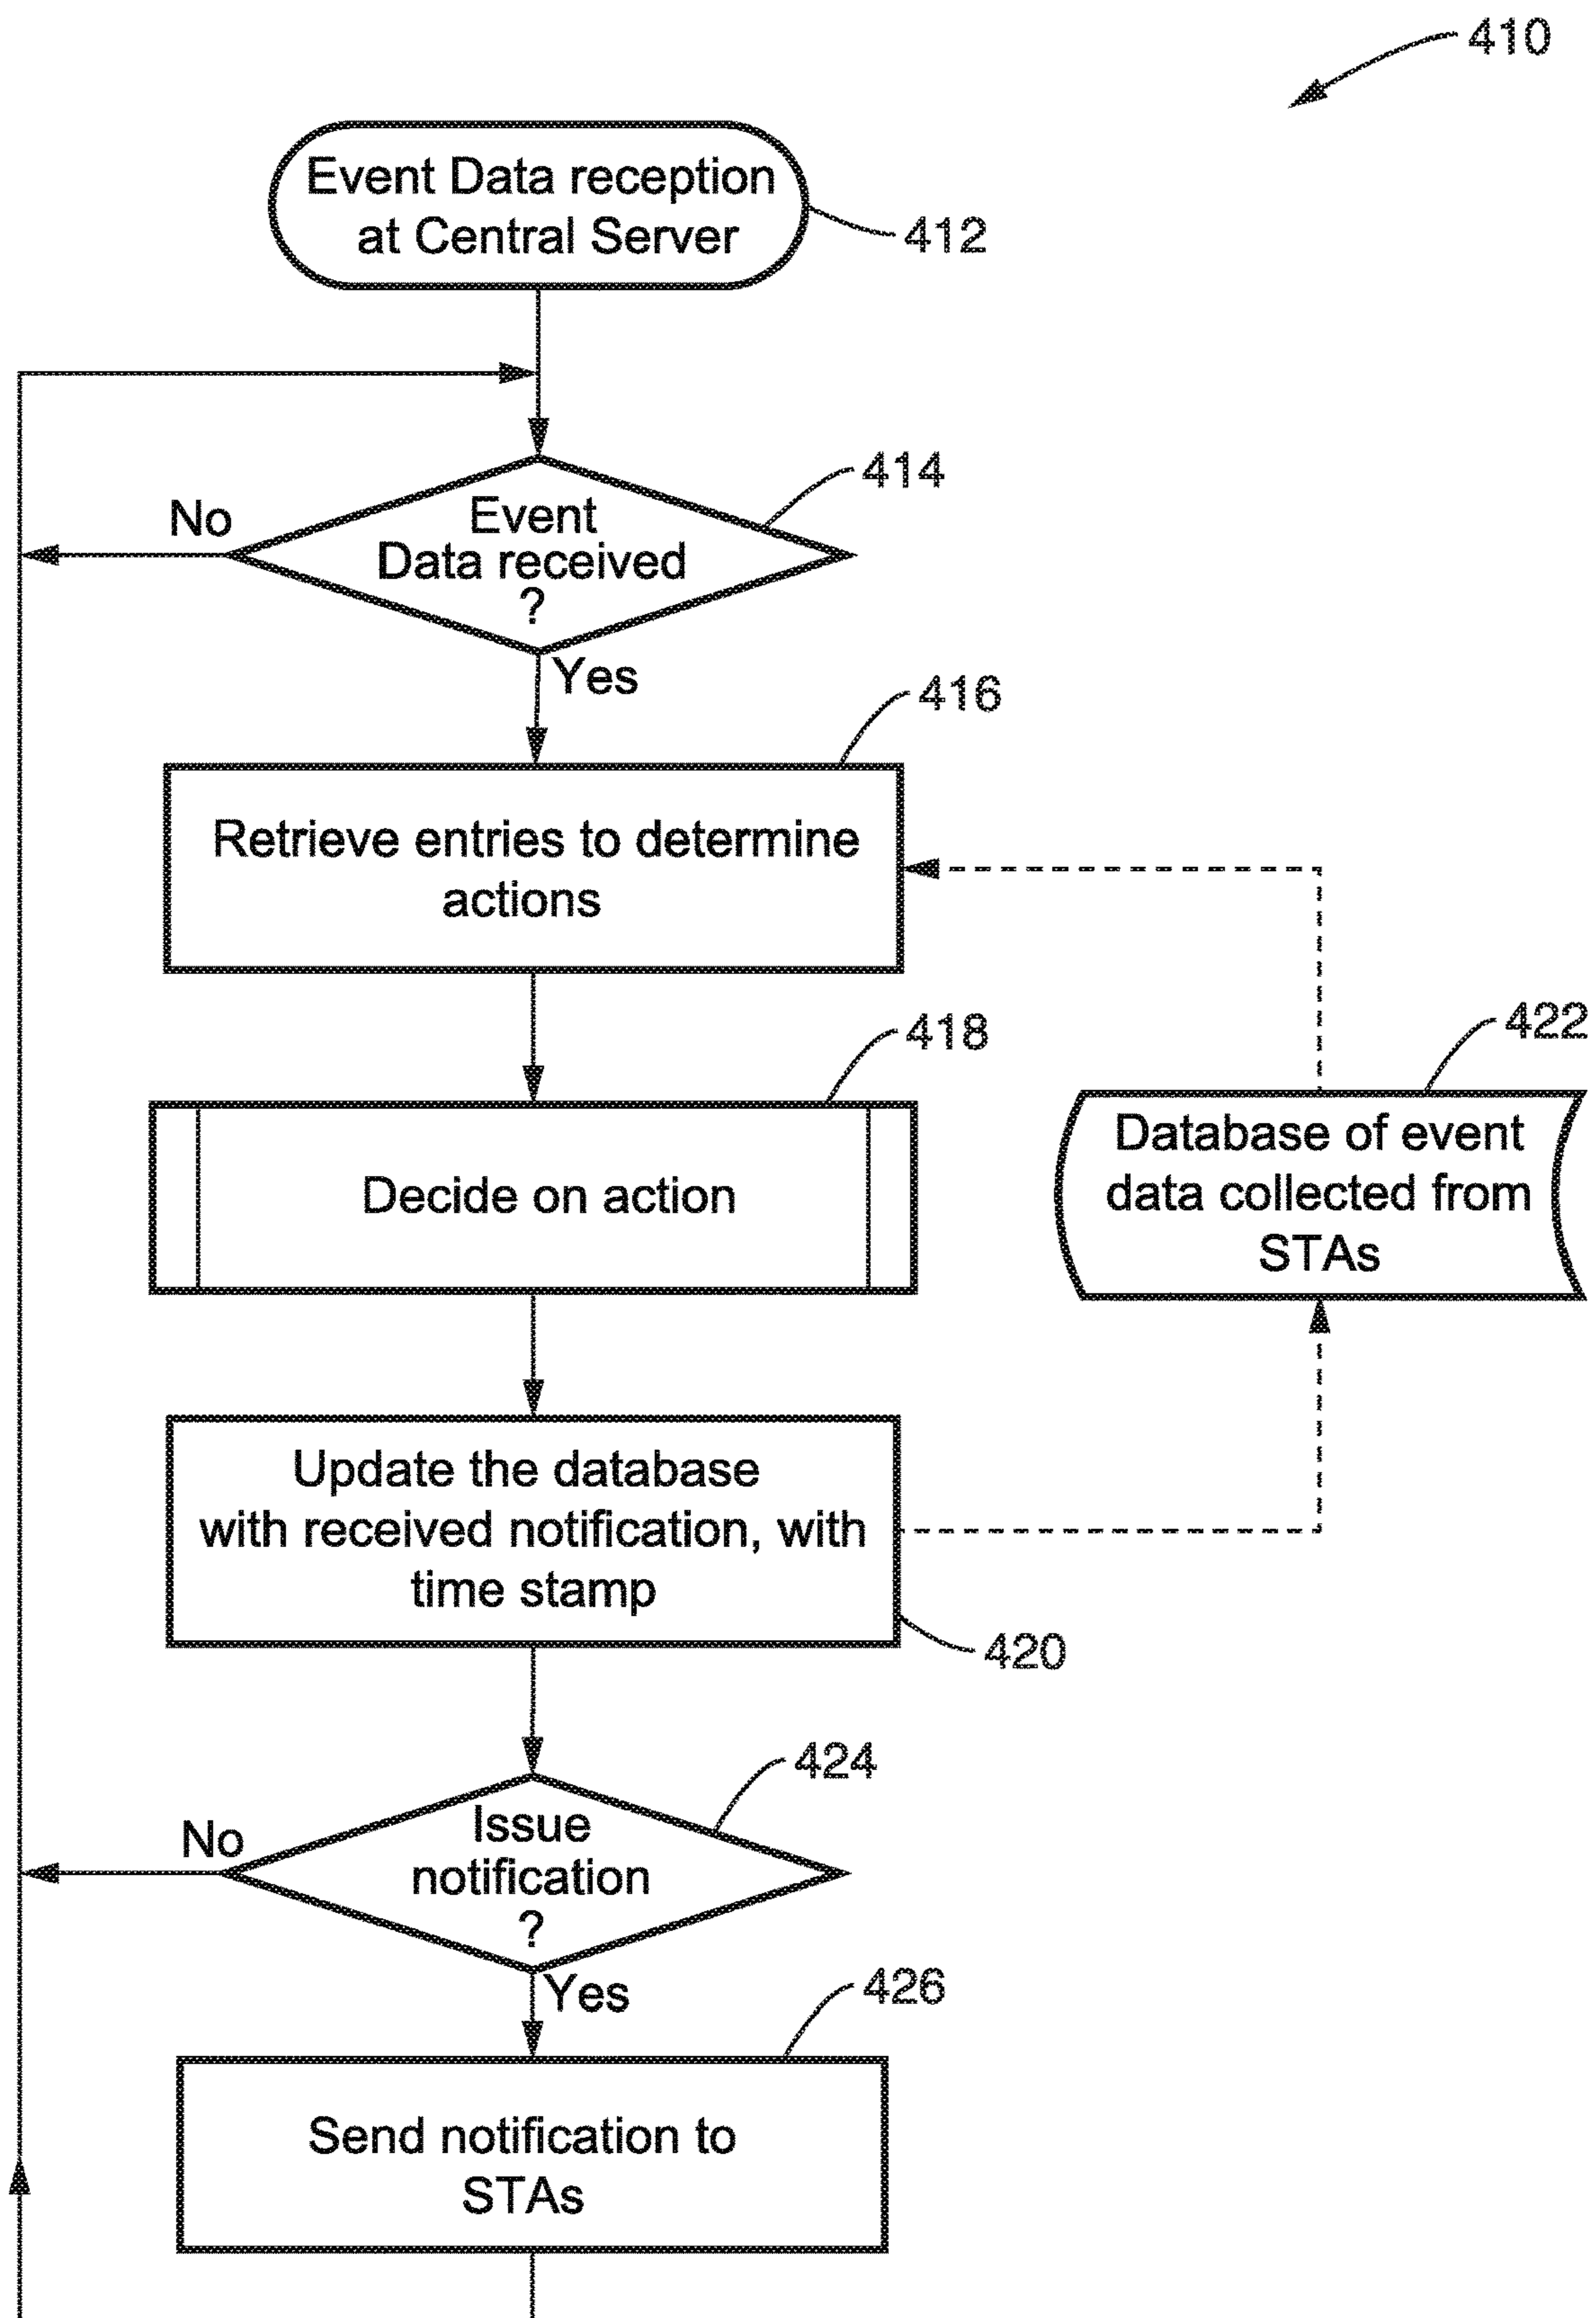 410
Event Data reception
at Central Server
412
414
No
Event
Data received
?
Yes
416
Retrieve entries to determine
actions
418
422
Decide on action
Database of event
data collected from
STAs
Update the database
with received notification, with
time stamp
420
424
No
Issue
notification
?
Yes
426
Send notification to
STAs